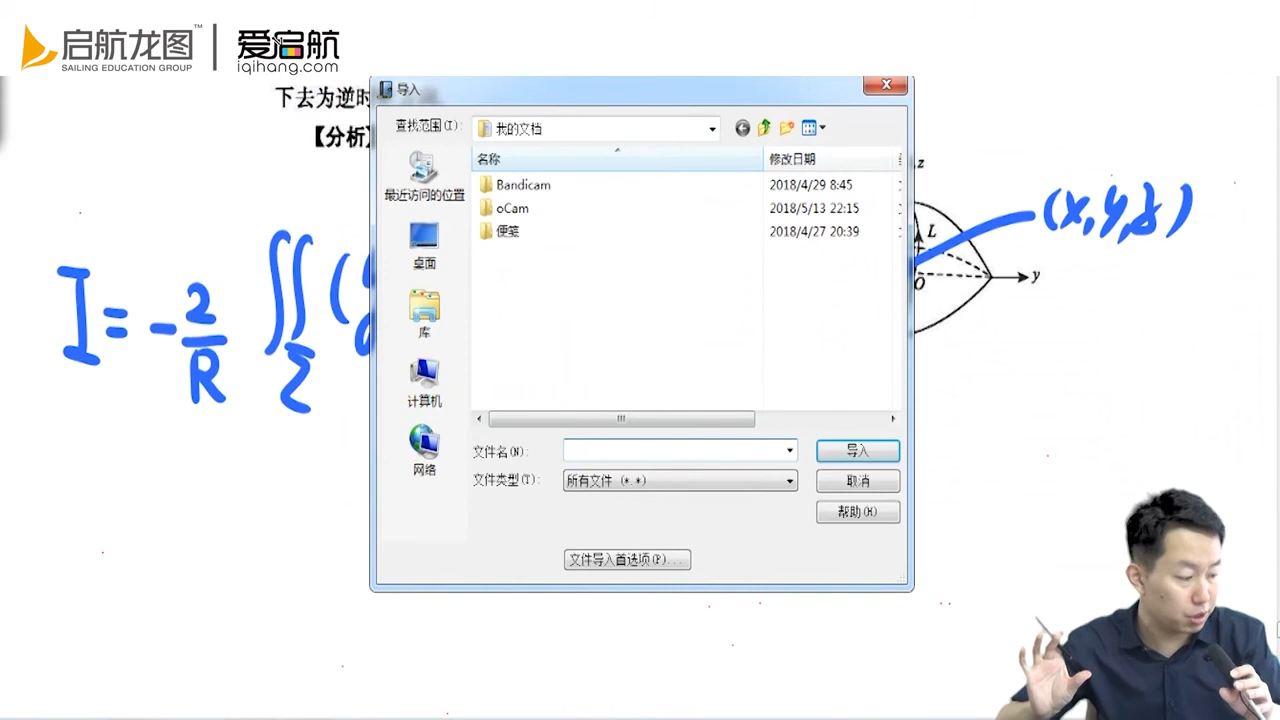 启航龙图™ 爱启航
SAILING EDUCATION GROUP iqihang.com
下去为逆时
【分析】
导入
查找范围(I):
我的文档
名称 修改日期
Bandicam 2018/4/29 8:45
oCam 2018/5/13 22:15
便笺 2018/4/27 20:39
最近访问的位置
桌面
库
计算机
网络
文件名(N):
导入
文件类型(T):
所有文件 (*.*)
取消
帮助(H)
文件导入首选项(P)...
z
L
O
y
(x,y,z)
I = -2/R ∬Σ (